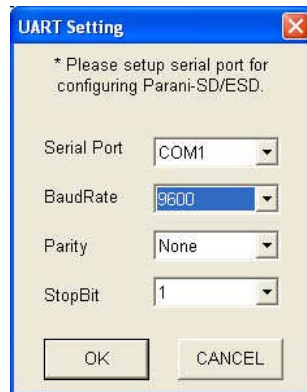 UART Setting
* Please setup serial port for
configuring Parani-SD/ESD.
Serial Port COM1
BaudRate 9600
Parity None
StopBit 1
OK CANCEL